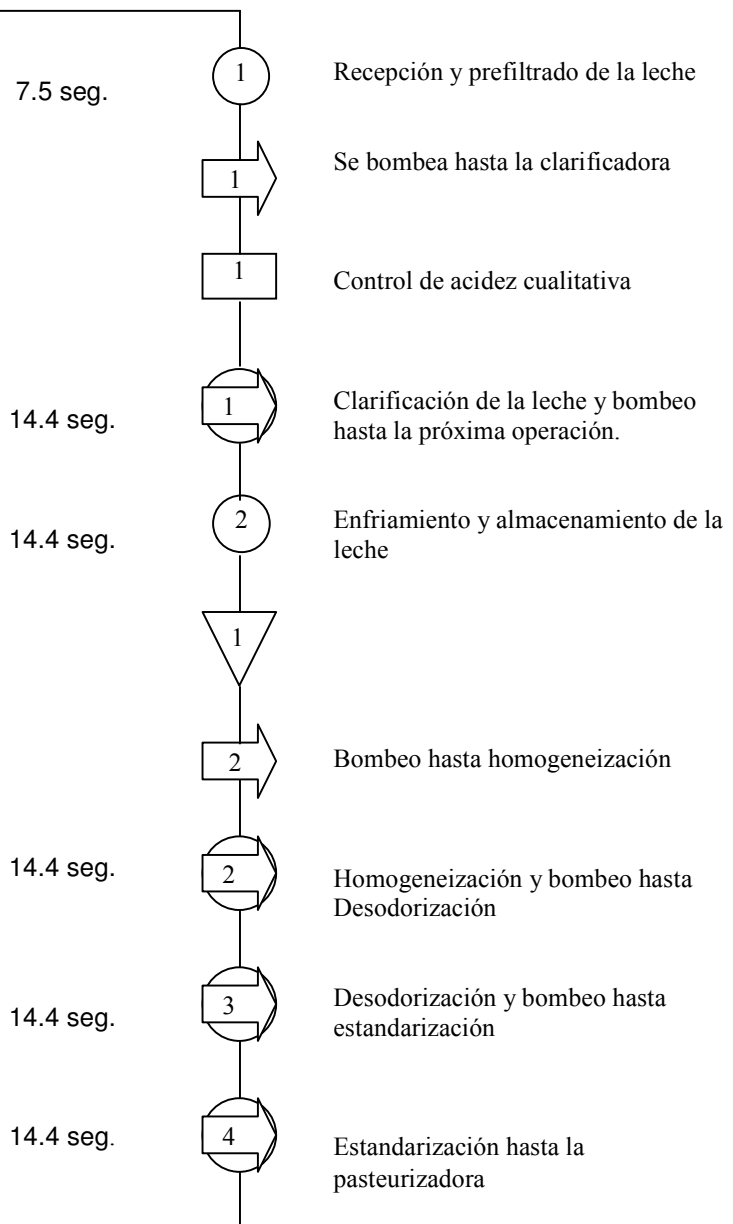 7.5 seg.
1
Recepción y prefiltrado de la leche
1
Se bombea hasta la clarificadora
1
Control de acidez cualitativa
14.4 seg.
1
Clarificación de la leche y bombeo
hasta la próxima operación.
14.4 seg.
2
Enfriamiento y almacenamiento de la
leche
1
2
Bombeo hasta homogeneización
14.4 seg.
2
Homogeneización y bombeo hasta
Desodorización
14.4 seg.
3
Desodorización y bombeo hasta
estandarización
14.4 seg.
4
Estandarización hasta la
pasteurizadora